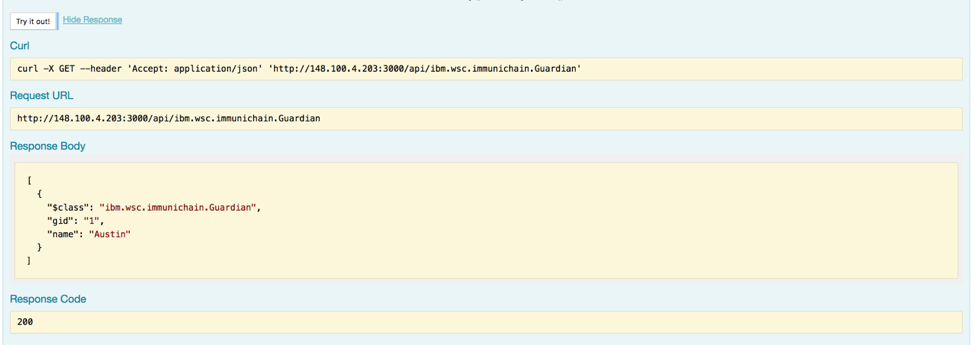 Try it out! Hide Response
Curl
curl -X GET --header 'Accept: application/json' 'http://148.100.4.203:3000/api/ibm.wsc.immunichain.Guardian'
Request URL
http://148.100.4.203:3000/api/ibm.wsc.immunichain.Guardian
Response Body
[
  {
    "$class": "ibm.wsc.immunichain.Guardian",
    "gid": "1",
    "name": "Austin"
  }
]
Response Code
200